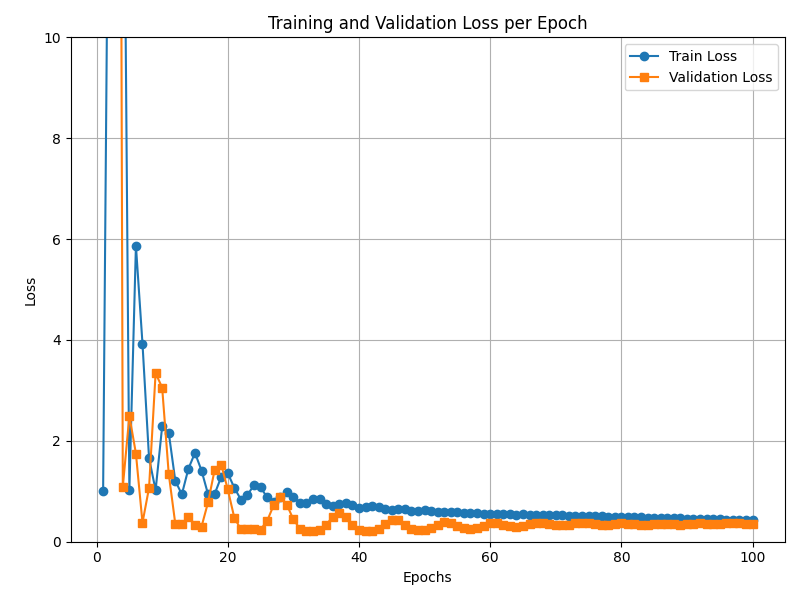 Training and Validation Loss per Epoch
Train Loss
Validation Loss
Loss
10
8
6
4
2
0
0 20 40 60 80 100
Epochs